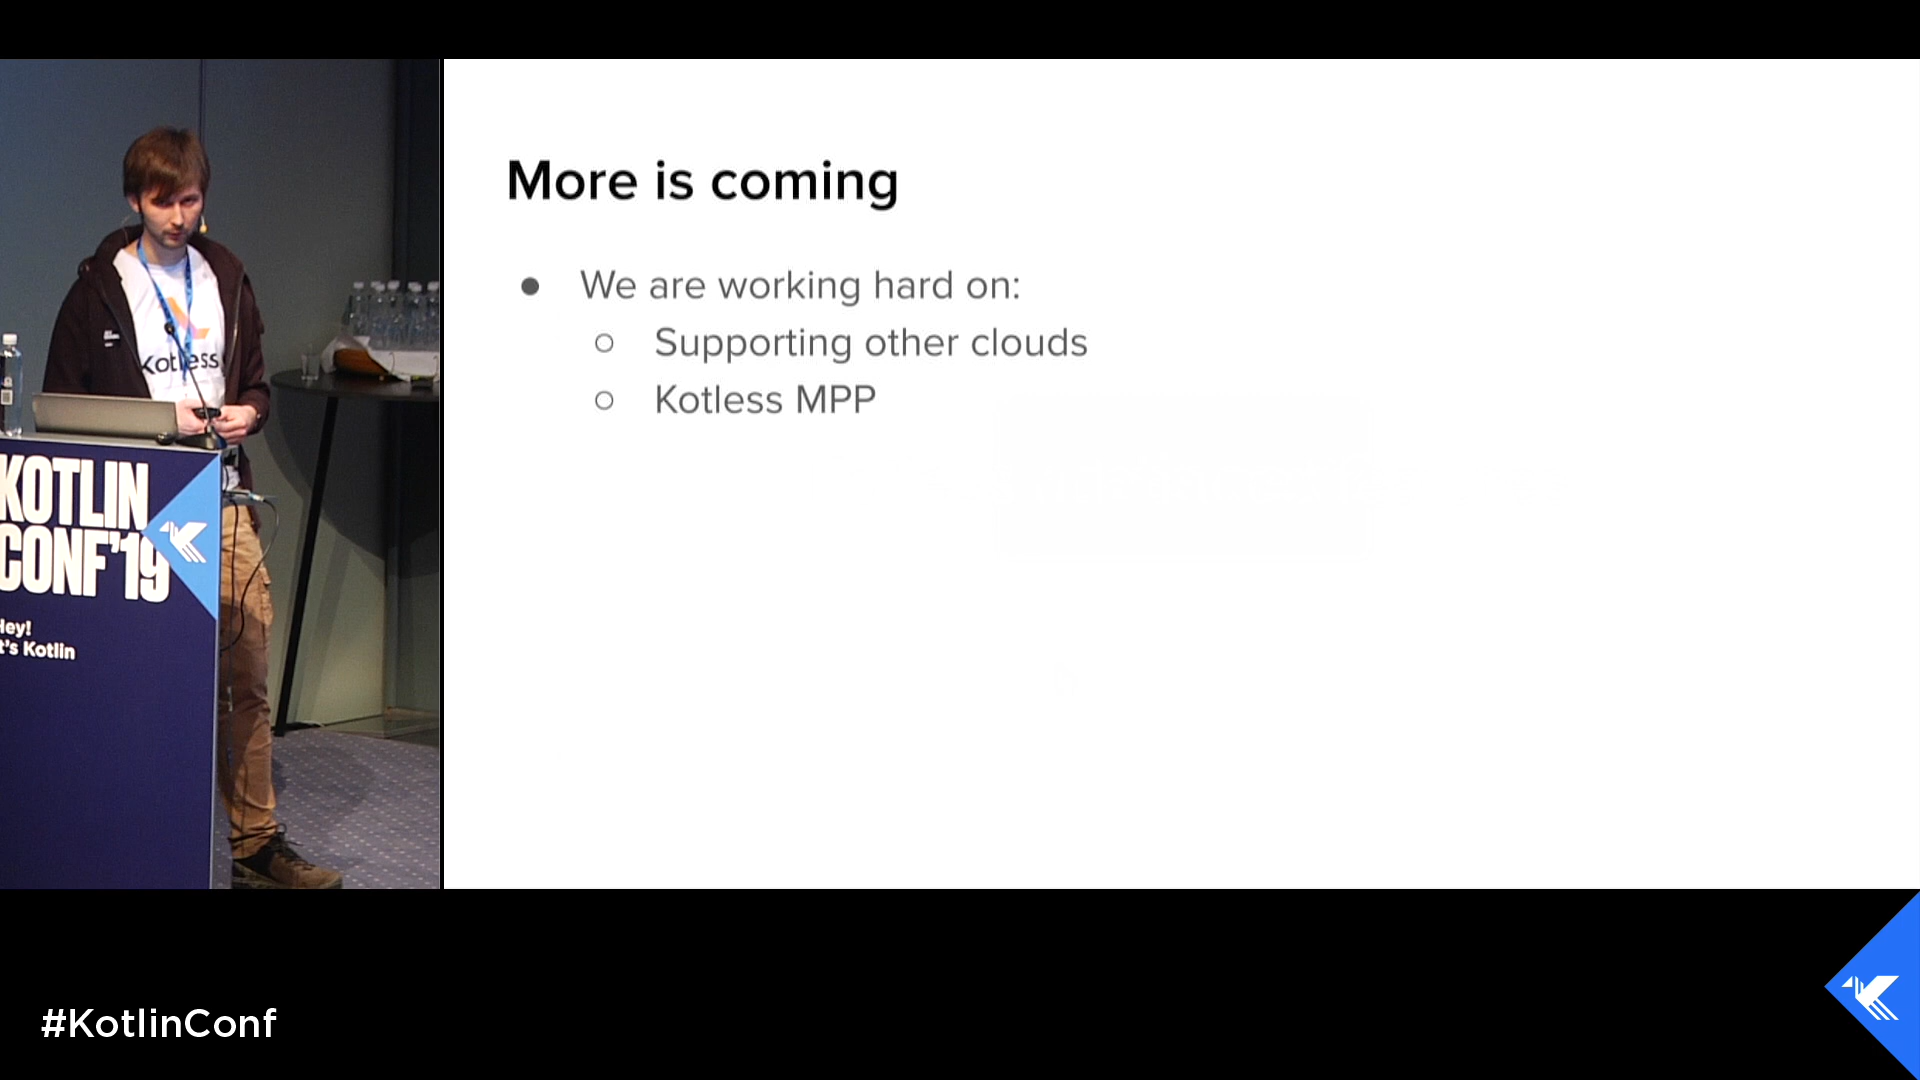 More is coming
We are working hard on:
Supporting other clouds
Kotless MPP
Kotless
KOTLIN
CONF'19
Hey!
t's Kotlin
#KotlinConf